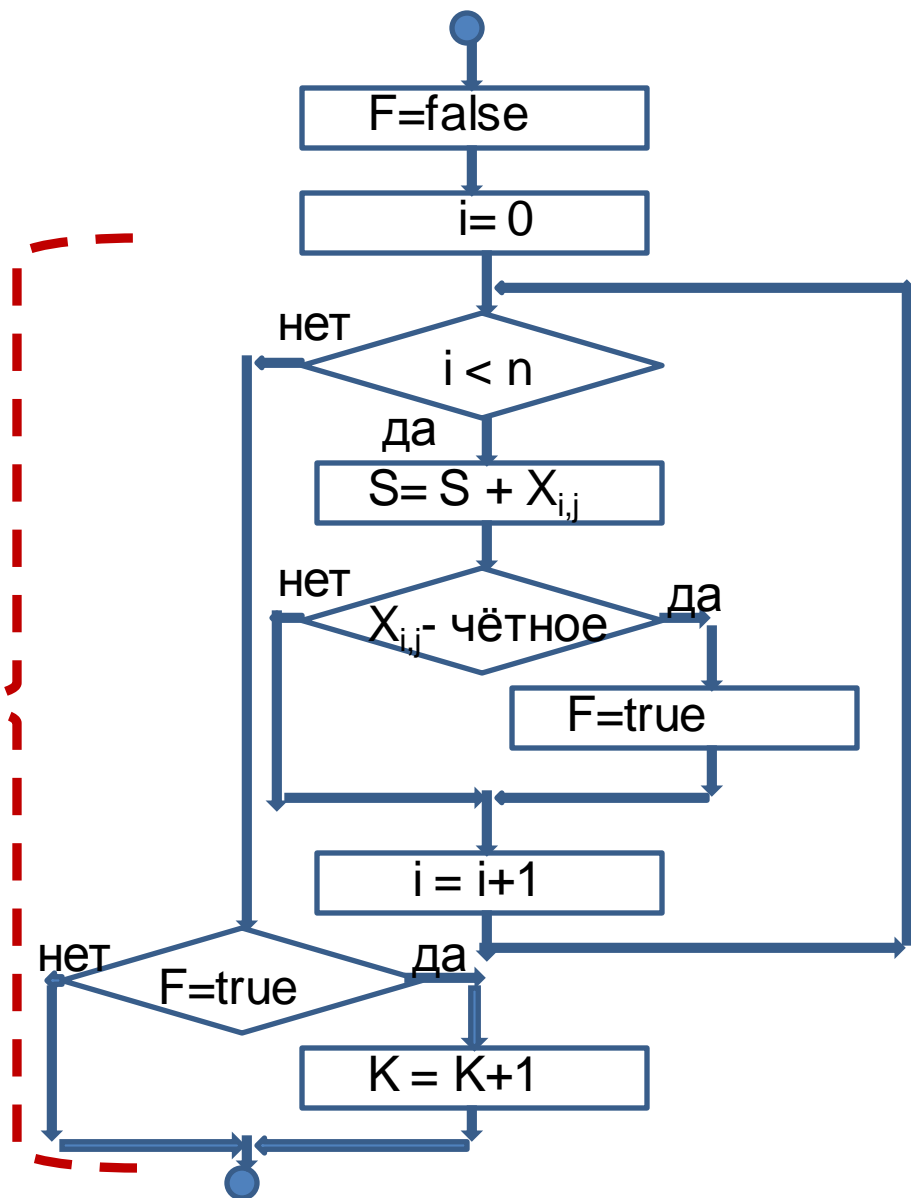 F=false
i= 0
нет
i < n
да
S= S + Xi,j
нет
да
Xi,j- чётное
F=true
i = i+1
нет
да
F=true
K = K+1